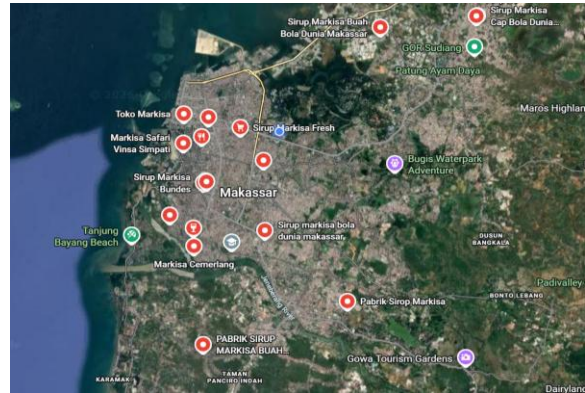 Sirup Markisa
Cap Bola Dunia...
Sirup Markisa Buah
Bola Dunia Makassar
GOR Sudiang
Patung Ayam Daya
Maros Highlan
Toko Markisa
Sirup Markisa Fresh
Markisa Safari
Vinsa Simpati
Bugis Waterpark
Adventure
Sirup Markisa
Bundes
Makassar
Tanjung
Bayang Beach
Sirup markisa bola
dunia makassar
DUSUN
BANGKALA
Markisa Cemerlang
Padivalley
BONTO LEBANG
Jeneberang River
Pabrik Sirop Markisa
PABRIK SIRUP
MARKISA BUAH...
Gowa Tourism Gardens
KARAMAK
TAMAN
PANCIRO INDAH
Dairyland